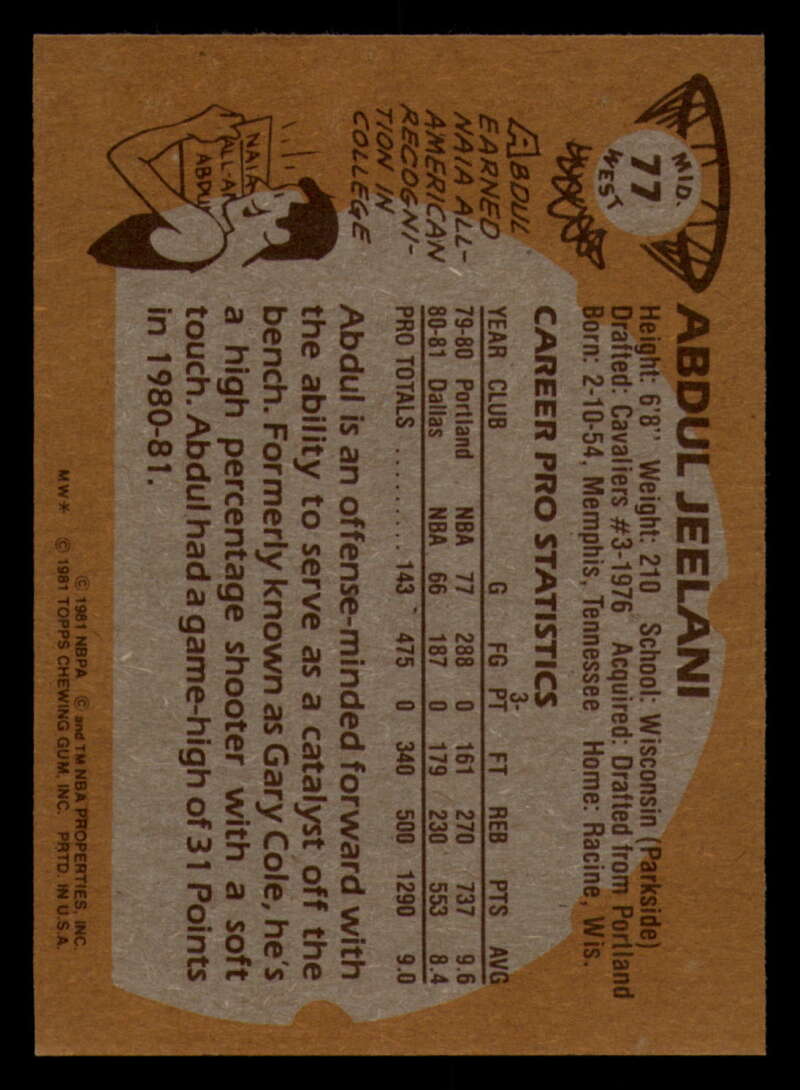 MID.
77
WEST
ABDUL JEELANI
Height: 6'8" Weight: 210 School: Wisconsin (Parkside)
Drafted: Cavaliers #3-1976 Acquired: Drafted from Portland
Born: 2-10-54, Memphis, Tennessee Home: Racine, Wis.
CAREER PRO STATISTICS
YEAR CLUB G FG 3-PT FT REB PTS AVG
79-80 Portland NBA 77 288 0 161 270 737 9.6
80-81 Dallas NBA 66 187 0 179 230 553 8.4
PRO TOTALS .......... 143 475 0 340 500 1290 9.0
ABDUL
EARNED
NAIA ALL-
AMERICAN
RECOGNI-
TION IN
COLLEGE
NAIA
ALL-A
ABDU
Abdul is an offense-minded forward with
the ability to serve as a catalyst off the
bench. Formerly known as Gary Cole, he's
a high percentage shooter with a soft
touch. Abdul had a game-high of 31 Points
in 1980-81.
© 1981 NBPA © and TM NBA PROPERTIES, INC.
MW* © 1981 TOPPS CHEWING GUM, INC. PRTD. IN U.S.A.